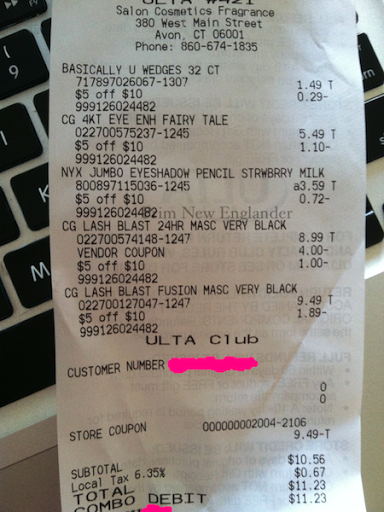 ULTA #421
Salon Cosmetics Fragrance
380 West Main Street
Avon, CT 06001
Phone: 860-674-1835
BASICALLY U WEDGES 32 CT
717897026067-1307 1.49 T
$5 off $10 0.29-
999126024482
CG 4KT EYE ENH FAIRY TALE
022700575237-1245 5.49 T
$5 off $10 1.10-
999126024482
NYX JUMBO EYESHADOW PENCIL STRWBRRY MILK
800897115036-1245 a3.59 T
$5 off $10 0.72-
999126024482
Slim New Englander
CG LASH BLAST 24HR MASC VERY BLACK
022700574148-1247 8.99 T
VENDOR COUPON 4.00-
$5 off $10 1.00-
999126024482
CG LASH BLAST FUSION MASC VERY BLACK
022700127047-1247 9.49 T
$5 off $10 1.89-
999126024482
ULTA Club
CUSTOMER NUMBER
0
0
STORE COUPON 000000002004-2106
9.49-T
SUBTOTAL $10.56
Local Tax 6.35% $0.67
TOTAL $11.23
COMBO DEBIT $11.23